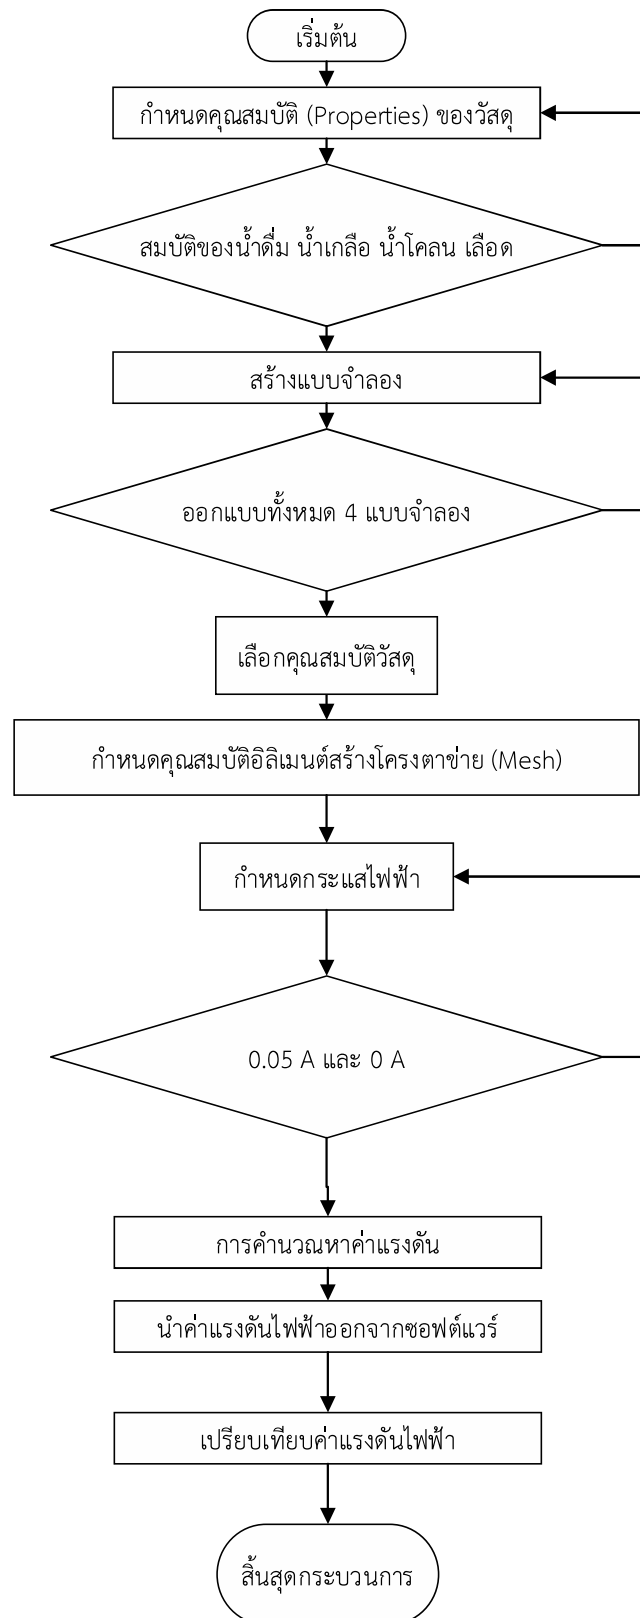 เริ่มต้น
กำหนดคุณสมบัติ (Properties) ของวัสดุ
สมบัติของน้ำดื่ม น้ำเกลือ น้ำโคลน เลือด
สร้างแบบจำลอง
ออกแบบทั้งหมด 4 แบบจำลอง
เลือกคุณสมบัติวัสดุ
กำหนดคุณสมบัติอิลิเมนต์สร้างโครงตาข่าย (Mesh)
กำหนดกระแสไฟฟ้า
0.05 A และ 0 A
การคำนวณหาค่าแรงดัน
นำค่าแรงดันไฟฟ้าออกจากซอฟต์แวร์
เปรียบเทียบค่าแรงดันไฟฟ้า
สิ้นสุดกระบวนการ